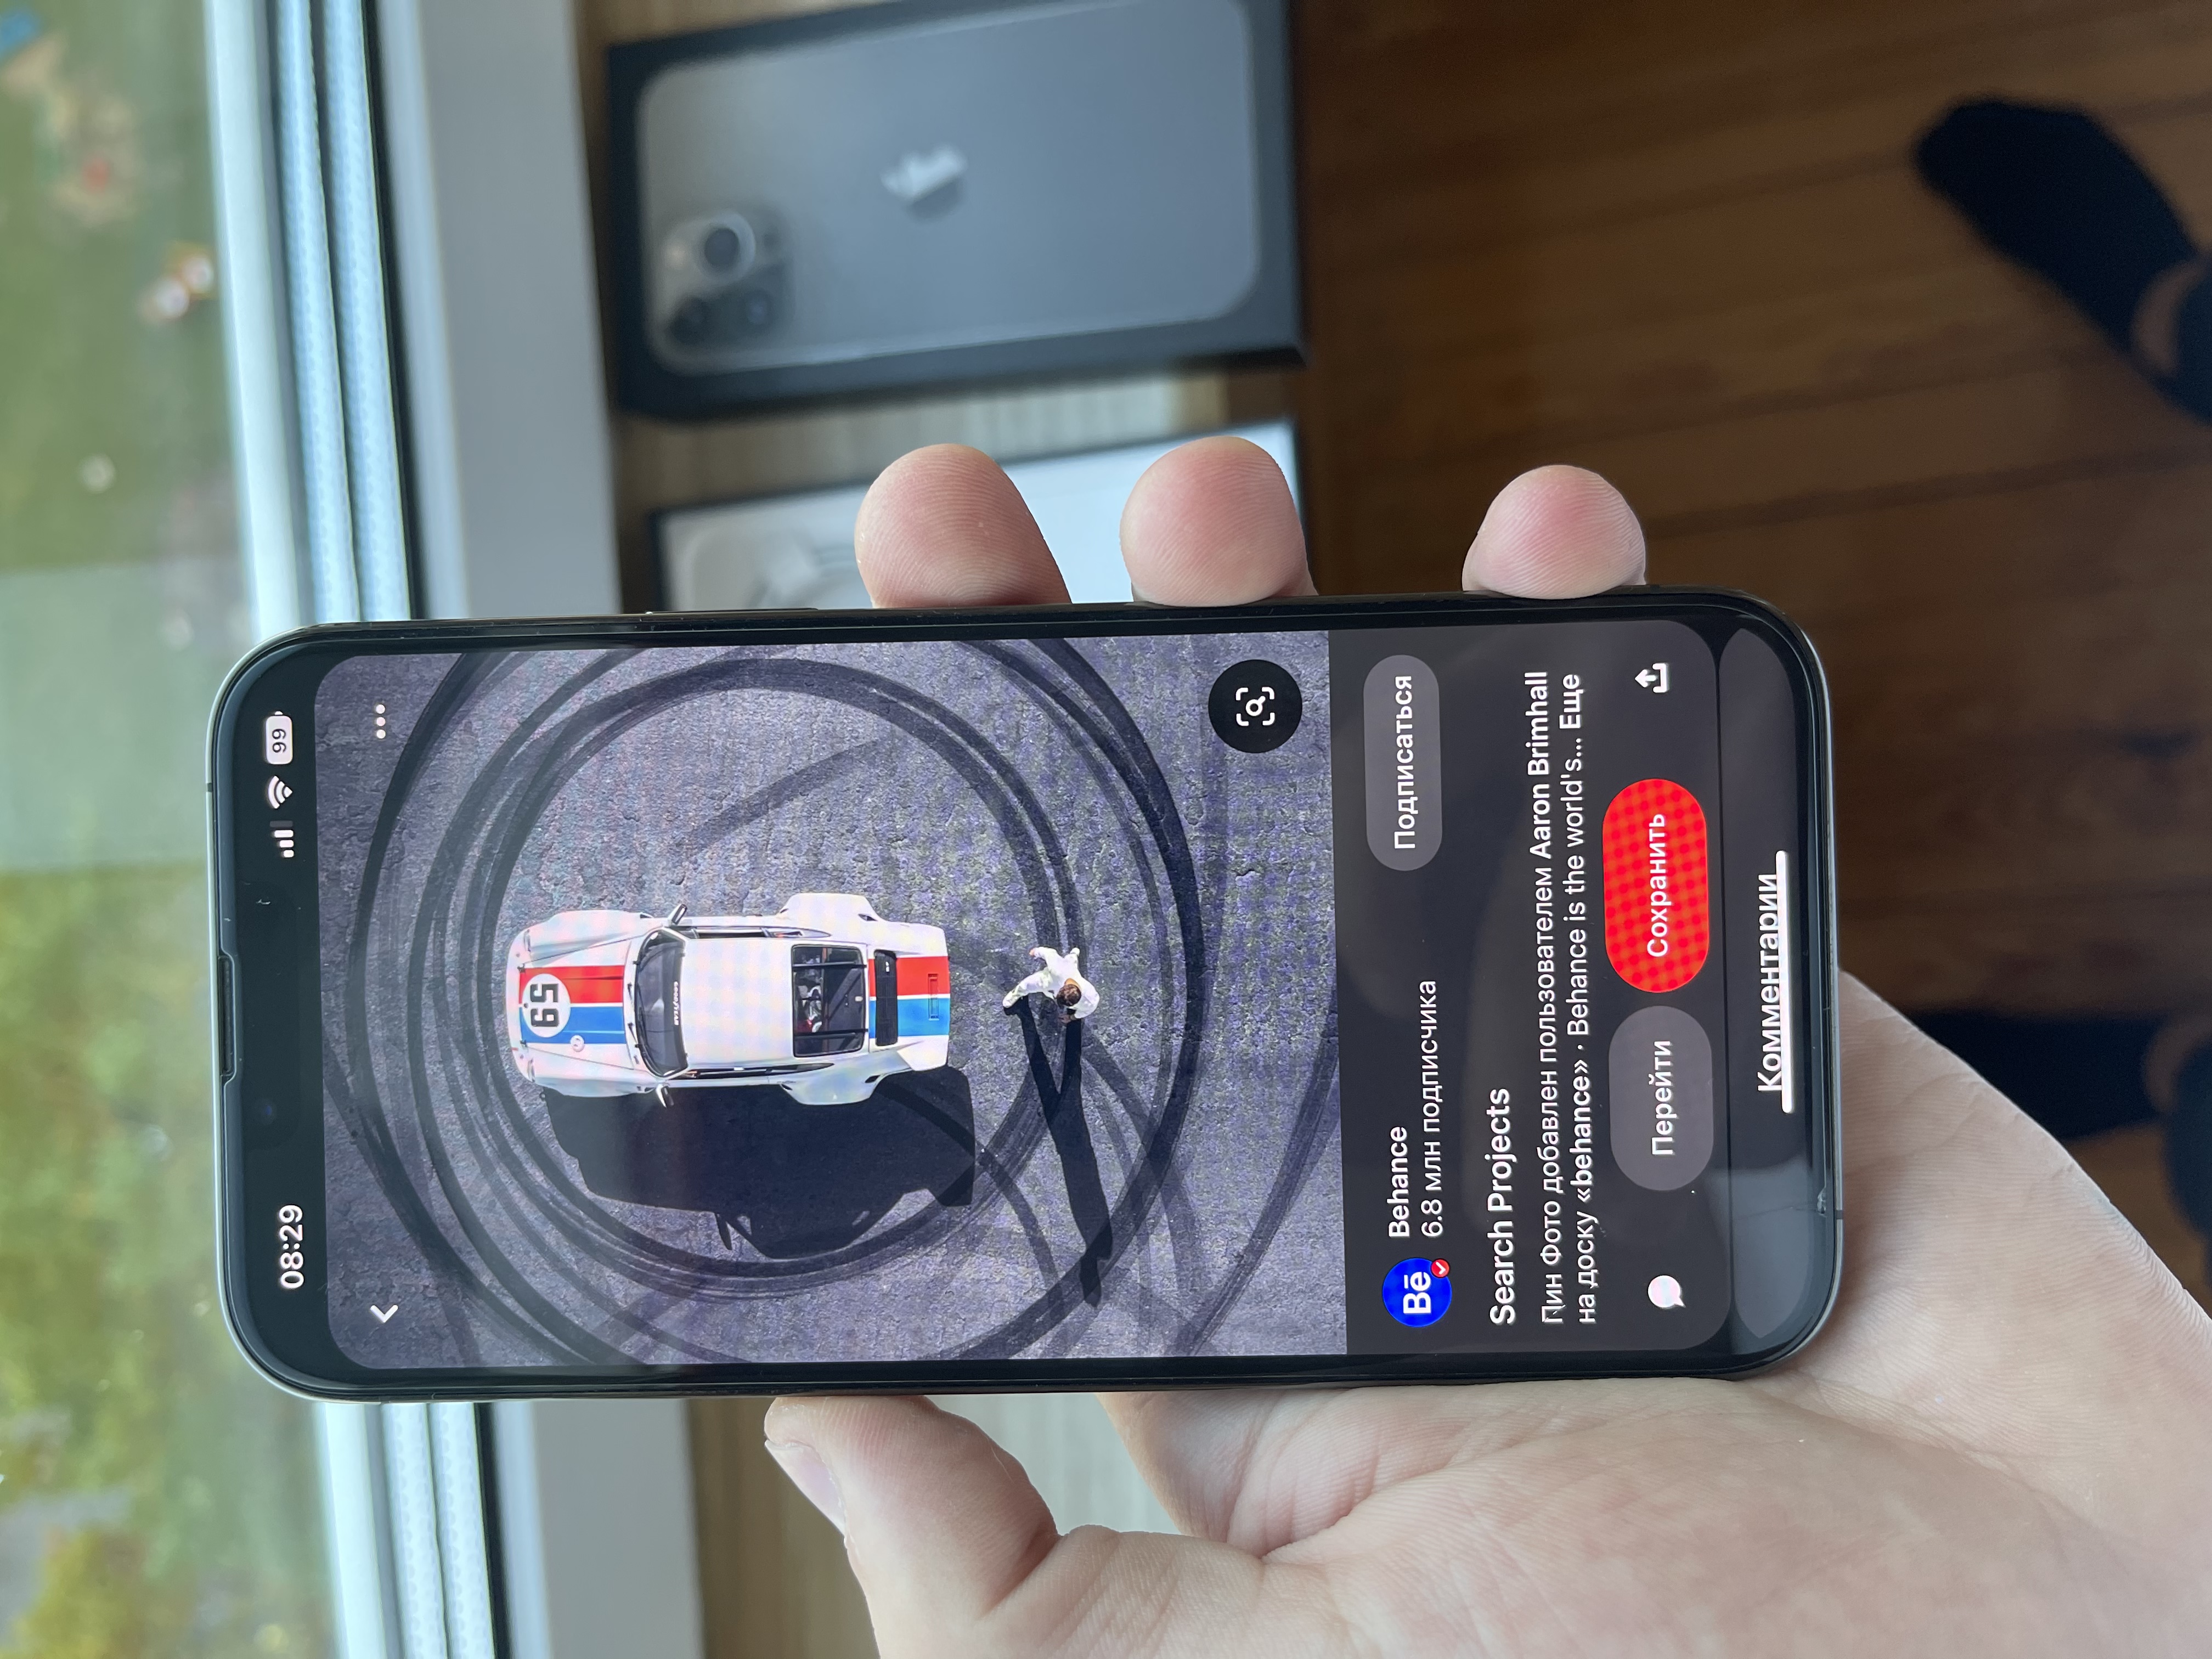 08:29
99
59
GOODYEAR
Bē
Behance
6.8 млн подписчика
Подписаться
Search Projects
Пин Фото добавлен пользователем Aaron Brimhall
на доску «behance» · Behance is the world's... Еще
Перейти
Сохранить
Комментарии